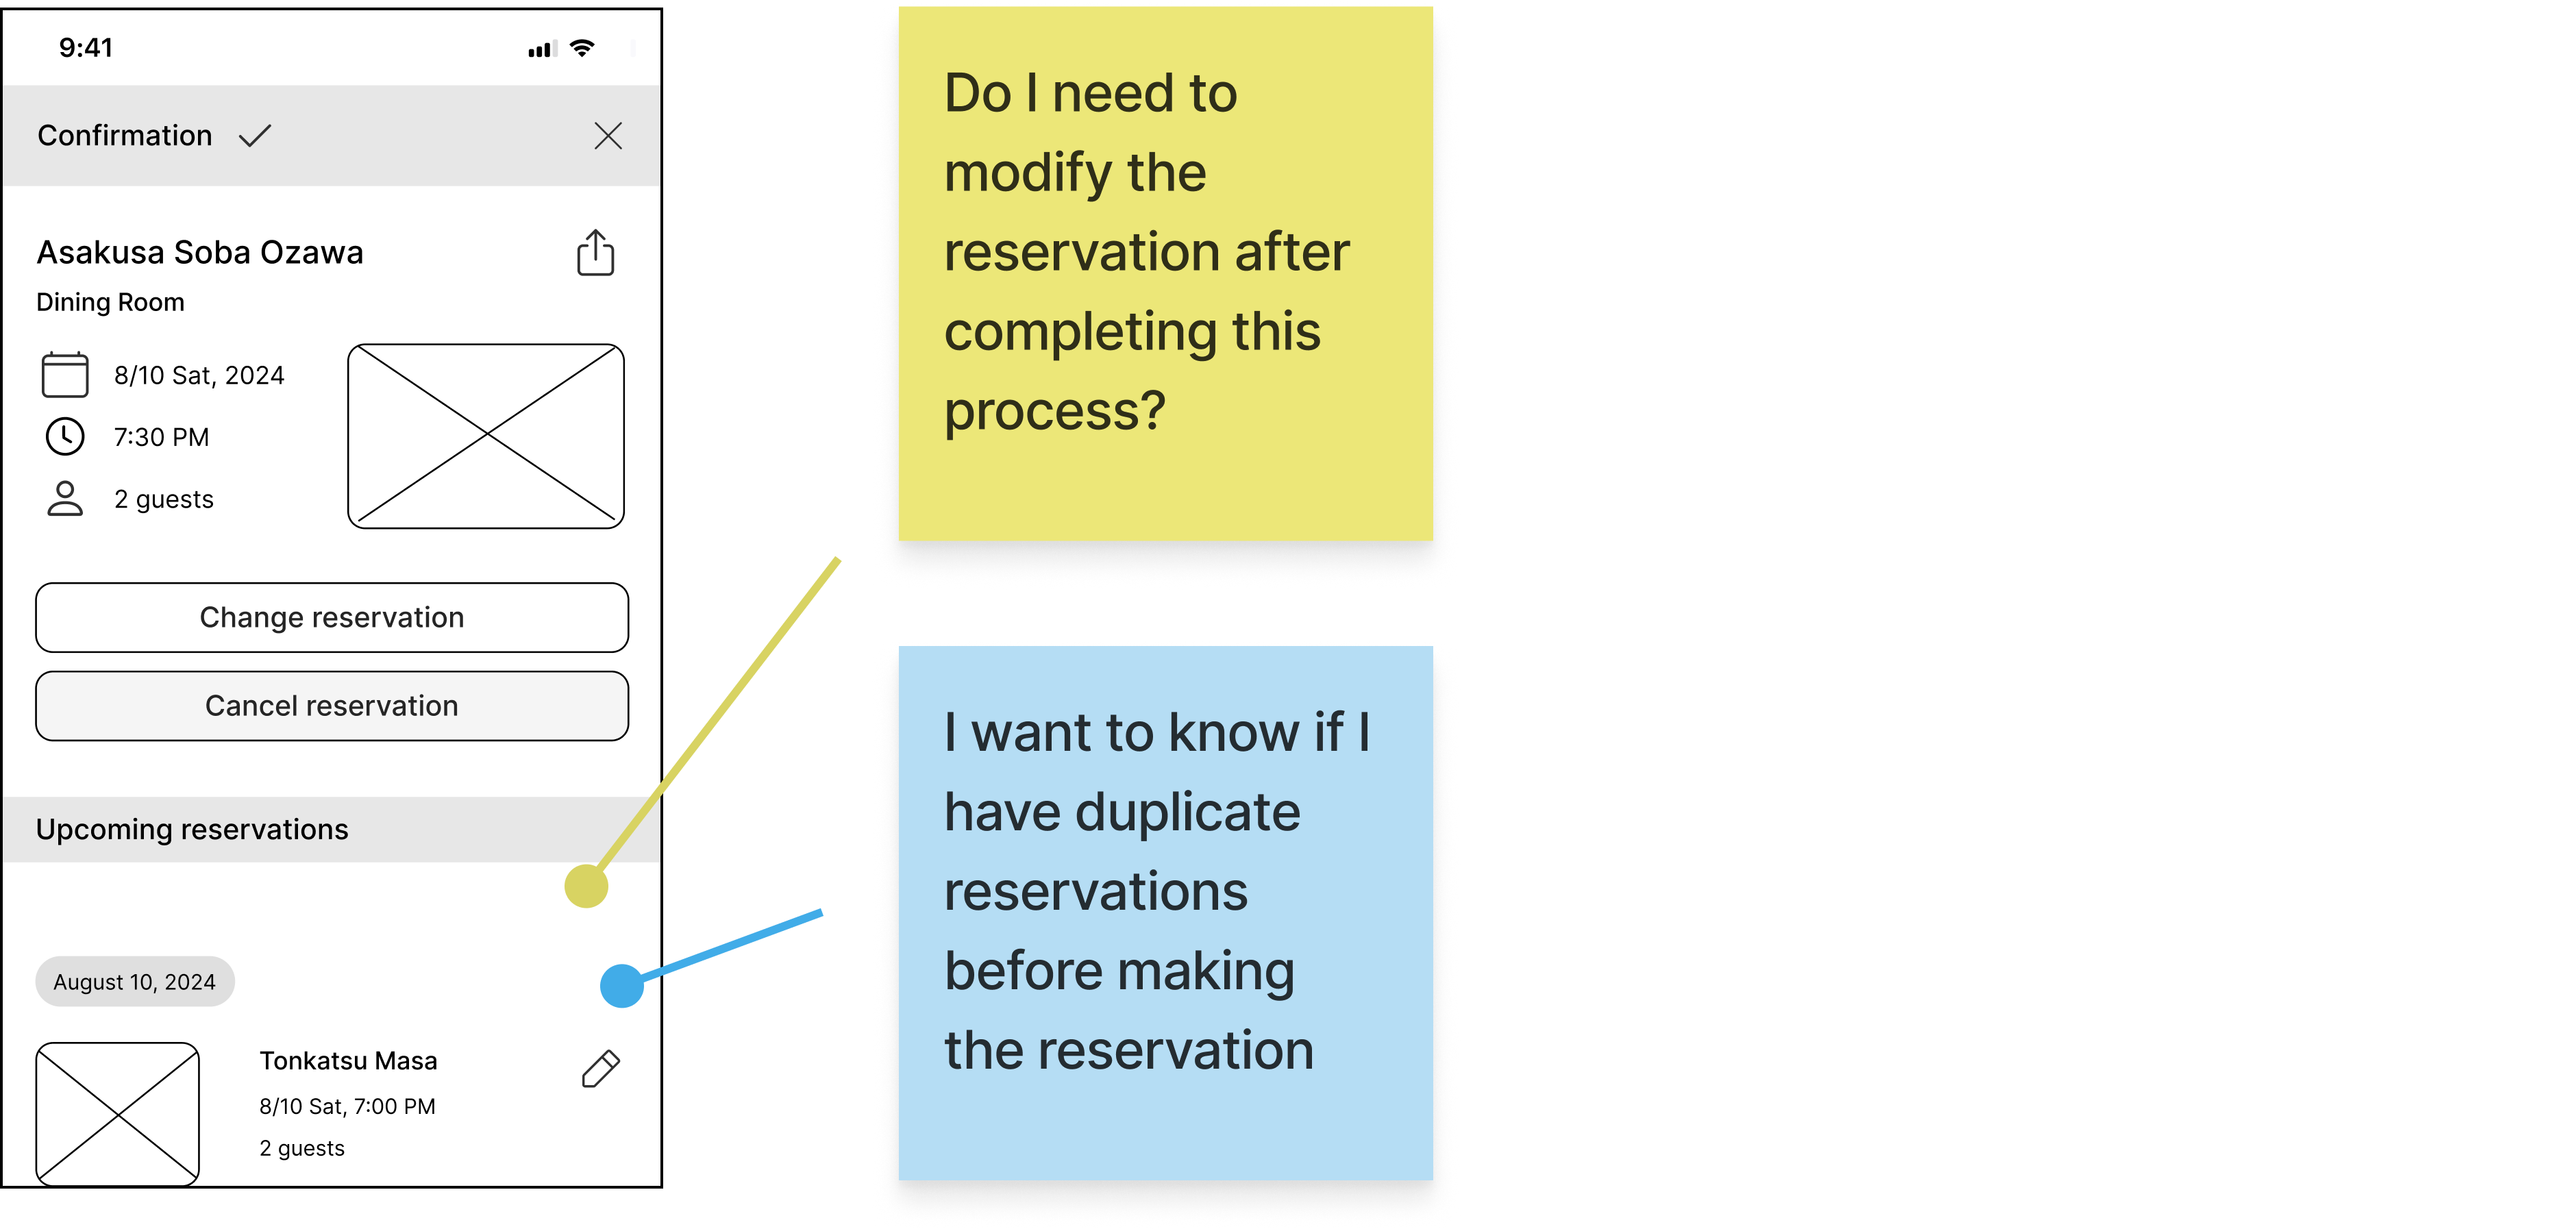 9:41
Confirmation
Asakusa Soba Ozawa
Dining Room
8/10 Sat, 2024
7:30 PM
2 guests
Change reservation
Cancel reservation
Upcoming reservations
August 10, 2024
Tonkatsu Masa
8/10 Sat, 7:00 PM
2 guests
Do I need to
modify the
reservation after
completing this
process?
I want to know if I
have duplicate
reservations
before making
the reservation